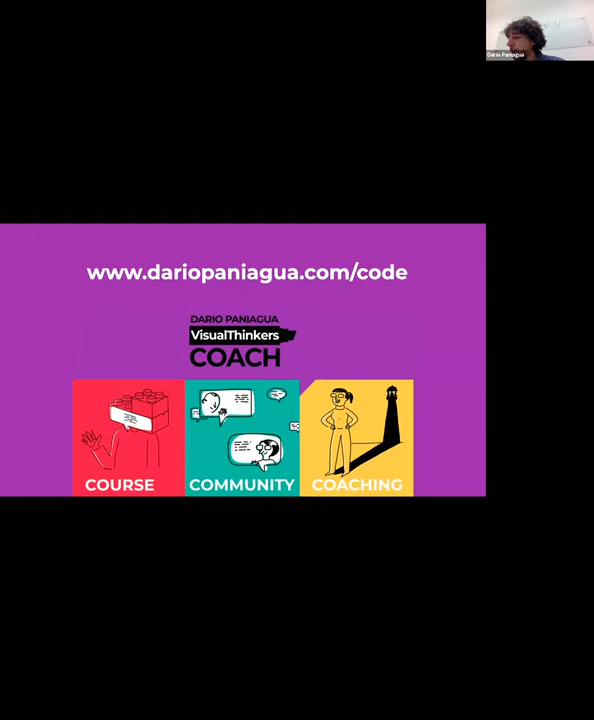 Dario Paniagua
www.dariopaniagua.com/code
DARIO PANIAGUA
VisualThinkers
COACH
COURSE
COMMUNITY
COACHING